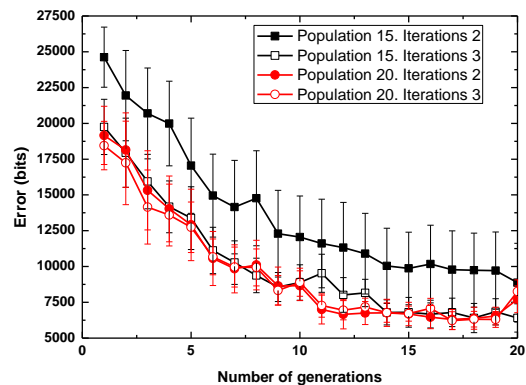 27500
25000
22500
20000
17500
15000
12500
10000
7500
5000
Error (bits)
Population 15. Iterations 2
Population 15. Iterations 3
Population 20. Iterations 2
Population 20. Iterations 3
0 5 10 15 20
Number of generations